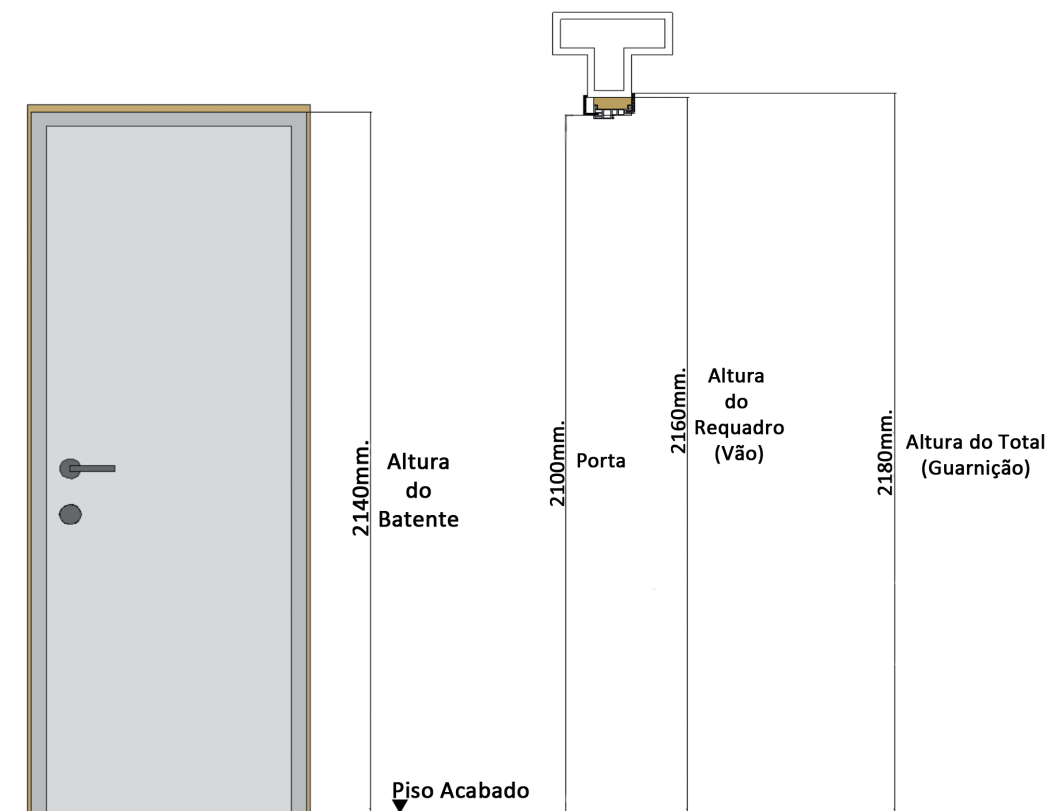 2140mm.
Altura
do
Batente
2100mm.
Porta
2160mm.
Altura
do
Requadro
(Vão)
2180mm.
Altura do Total
(Guarnição)
Piso Acabado